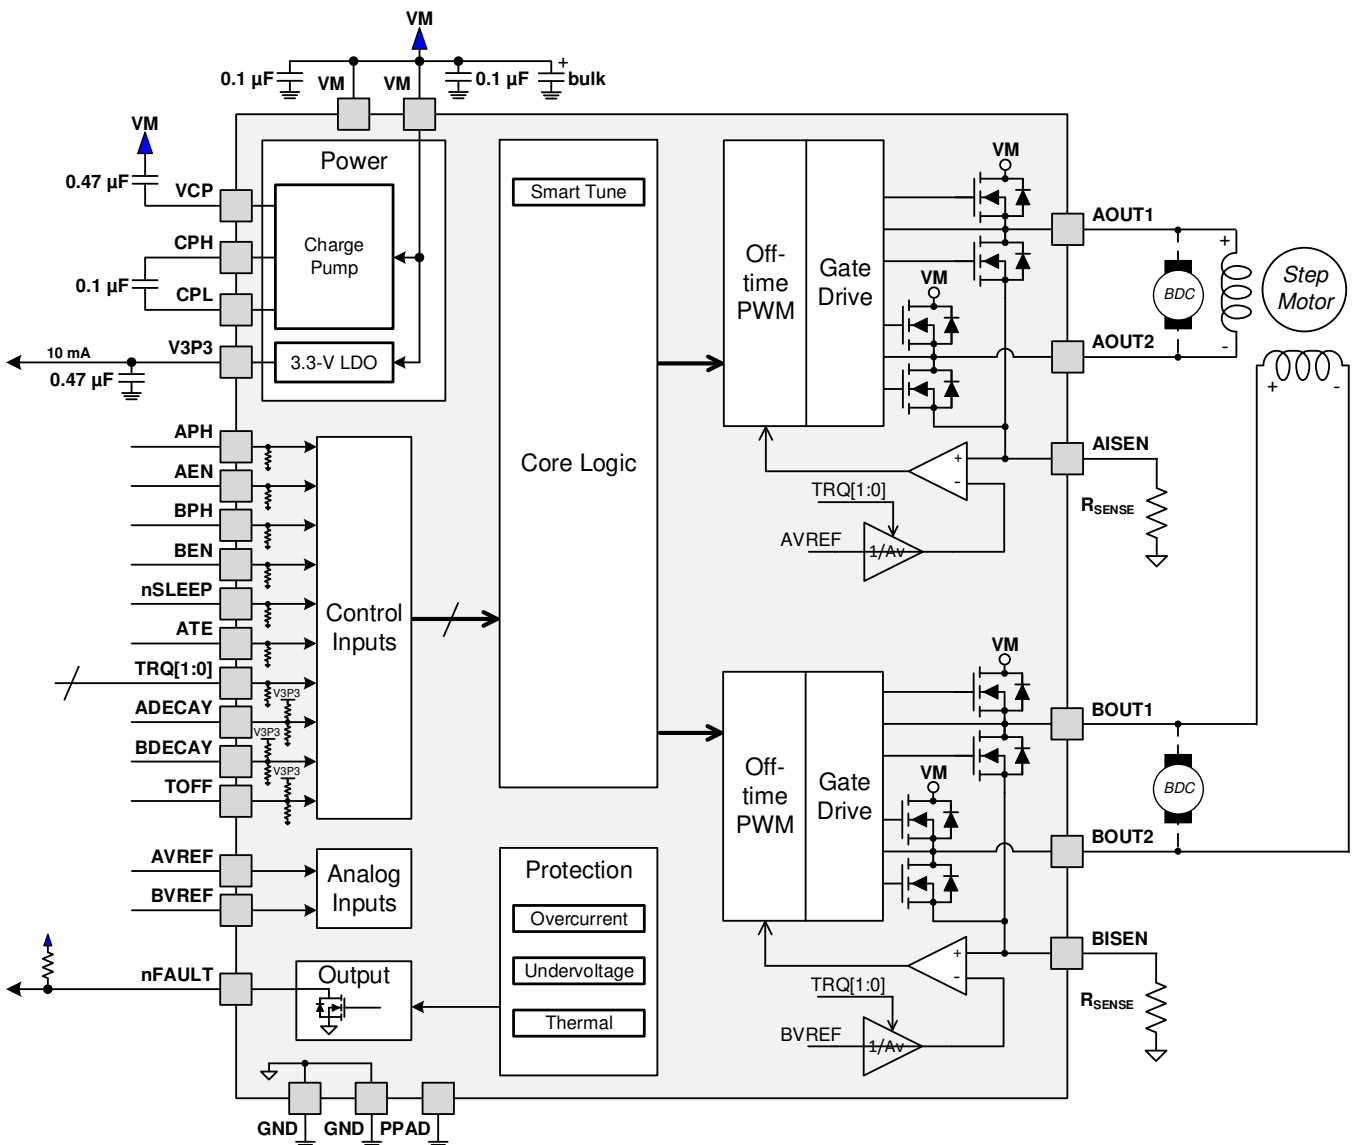 VM
0.1 µF
VM
VM
0.1 µF
+
bulk
VM
0.47 µF
VCP
CPH
0.1 µF
CPL
V3P3
10 mA
0.47 µF
Power
Charge
Pump
3.3-V LDO
APH
AEN
BPH
BEN
nSLEEP
ATE
TRQ[1:0]
ADECAY
BDECAY
TOFF
V3P3
V3P3
V3P3
Control
Inputs
AVREF
BVREF
Analog
Inputs
nFAULT
Output
GND
GND
PPAD
Smart Tune
Core Logic
Protection
Overcurrent
Undervoltage
Thermal
Off-
time
PWM
Gate
Drive
VM
VM
AOUT1
AOUT2
+
-
BDC
Step
Motor
+
-
AISEN
RSENSE
+
-
TRQ[1:0]
AVREF
1/Av
Off-
time
PWM
Gate
Drive
VM
VM
BOUT1
BOUT2
BDC
BISEN
RSENSE
+
-
TRQ[1:0]
BVREF
1/Av